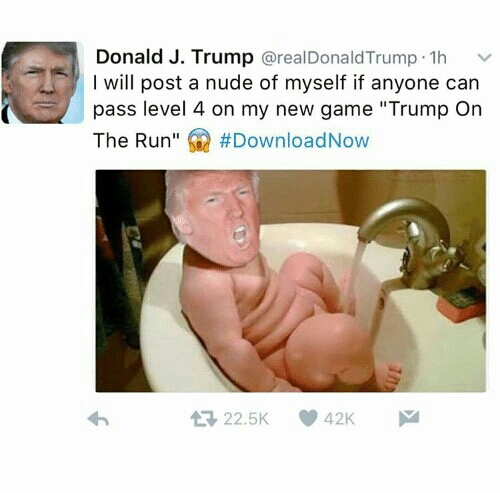 Donald J. Trump @realDonaldTrump · 1h
I will post a nude of myself if anyone can
pass level 4 on my new game "Trump On
The Run" 😱 #DownloadNow
22.5K 42K